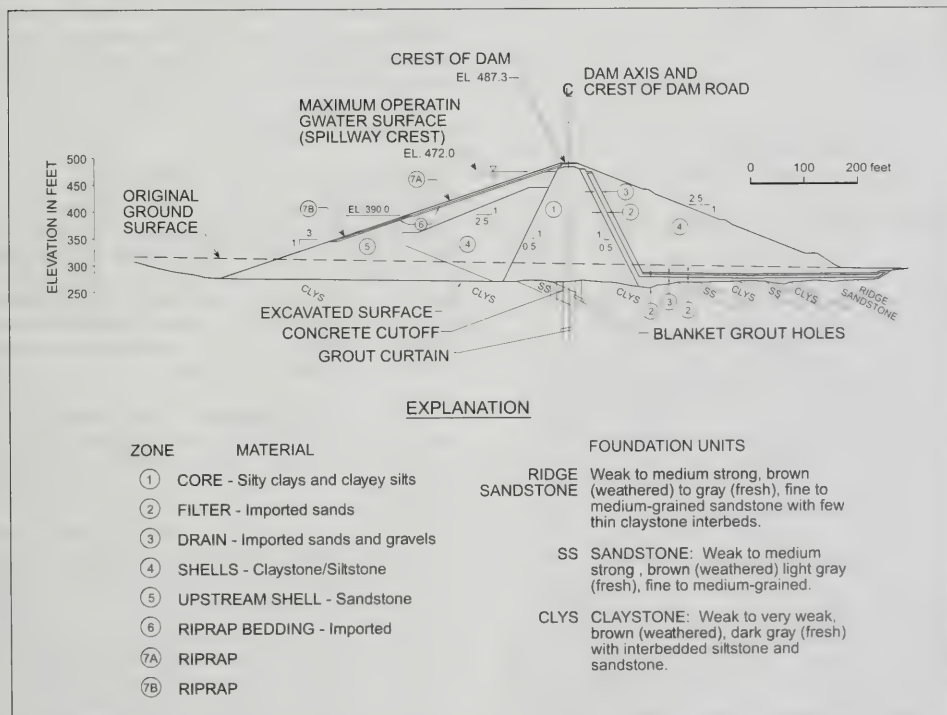 CREST OF DAM
EL 487.3
DAM AXIS AND
CREST OF DAM ROAD
MAXIMUM OPERATIN
GWATER SURFACE
(SPILLWAY CREST)
EL. 472.0
0 100 200 feet
ELEVATION IN FEET
500
450
400
350
300
250
ORIGINAL
GROUND
SURFACE
7A
7B
EL 390 0
6
2 5 1
1 3
5
4
1
1
0 5
1
0 5
3
2
2 5 1
4
CLYS
CLYS
SS
CLYS
2
3
2
SS
CLYS
SS
CLYS
RIDGE
SANDSTONE
EXCAVATED SURFACE
CONCRETE CUTOFF
GROUT CURTAIN
BLANKET GROUT HOLES
EXPLANATION
ZONE MATERIAL
1 CORE - Silty clays and clayey silts
2 FILTER - Imported sands
3 DRAIN - Imported sands and gravels
4 SHELLS - Claystone/Siltstone
5 UPSTREAM SHELL - Sandstone
6 RIPRAP BEDDING - Imported
7A RIPRAP
7B RIPRAP
FOUNDATION UNITS
RIDGE Weak to medium strong, brown
SANDSTONE (weathered) to gray (fresh), fine to
medium-grained sandstone with few
thin claystone interbeds.
SS SANDSTONE: Weak to medium
strong , brown (weathered) light gray
(fresh), fine to medium-grained.
CLYS CLAYSTONE: Weak to very weak,
brown (weathered), dark gray (fresh)
with interbedded siltstone and
sandstone.